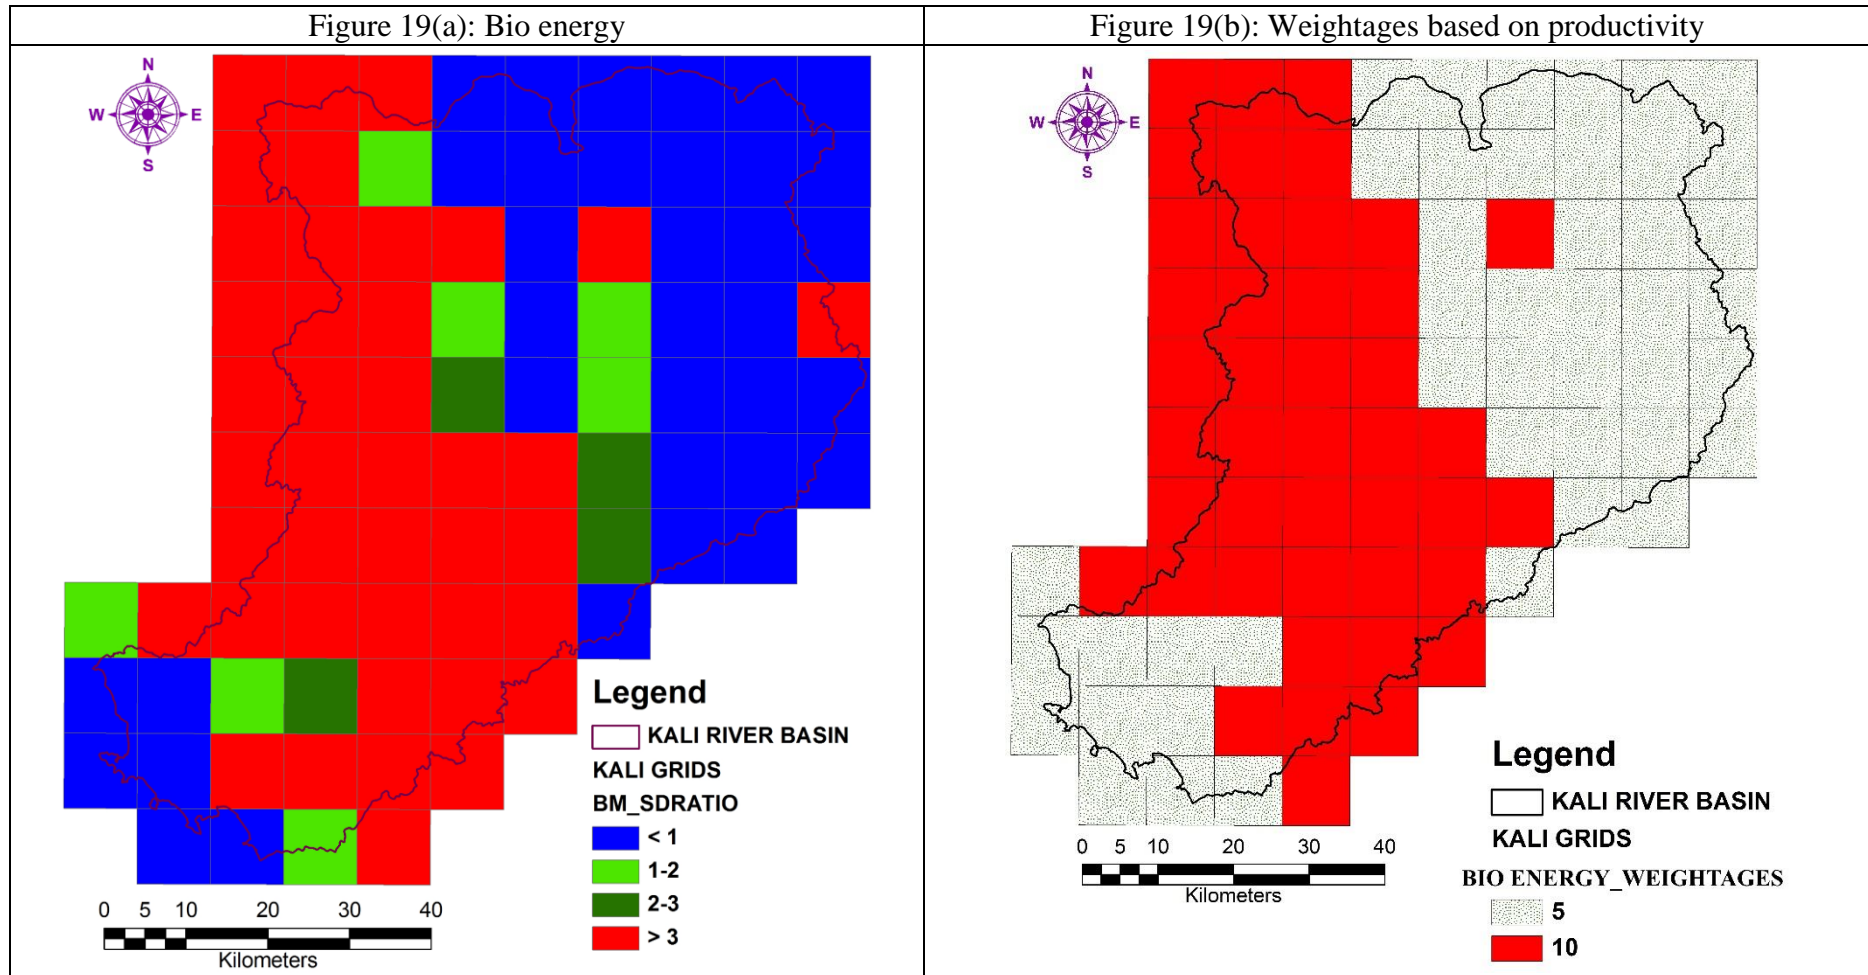 Figure 19(a): Bio energy
N
W E
S
Legend
KALI RIVER BASIN
KALI GRIDS
BM_SDRATIO
< 1
1-2
2-3
> 3
0 5 10 20 30 40
Kilometers
Figure 19(b): Weightages based on productivity
N
W E
S
Legend
KALI RIVER BASIN
KALI GRIDS
BIO ENERGY_WEIGHTAGES
5
10
0 5 10 20 30 40
Kilometers